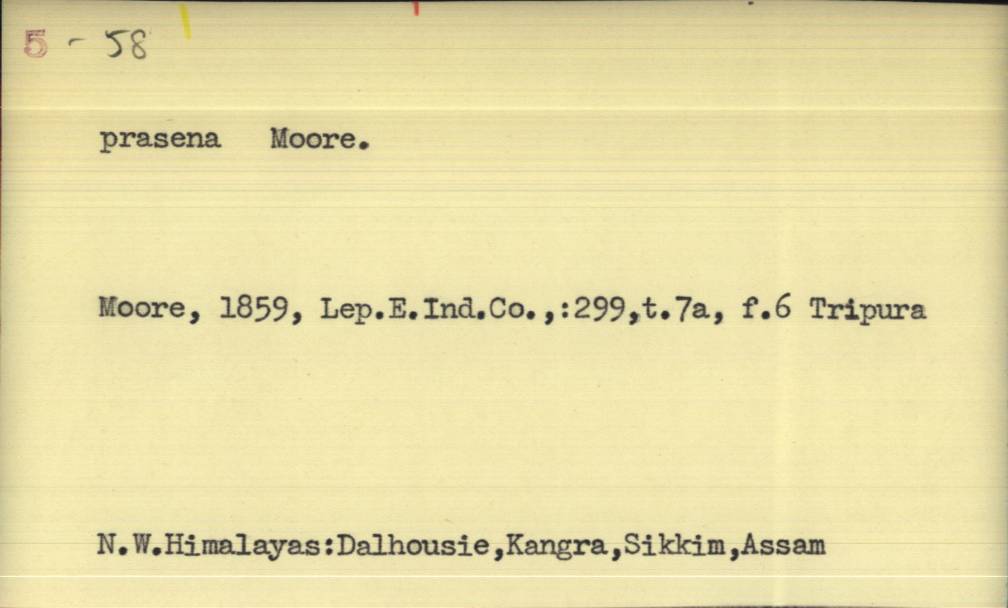 5 - 58
prasena Moore.
Moore, 1859, Lep.E.Ind.Co.,:299,t.7a, f.6 Tripura
N.W.Himalayas:Dalhousie,Kangra,Sikkim,Assam